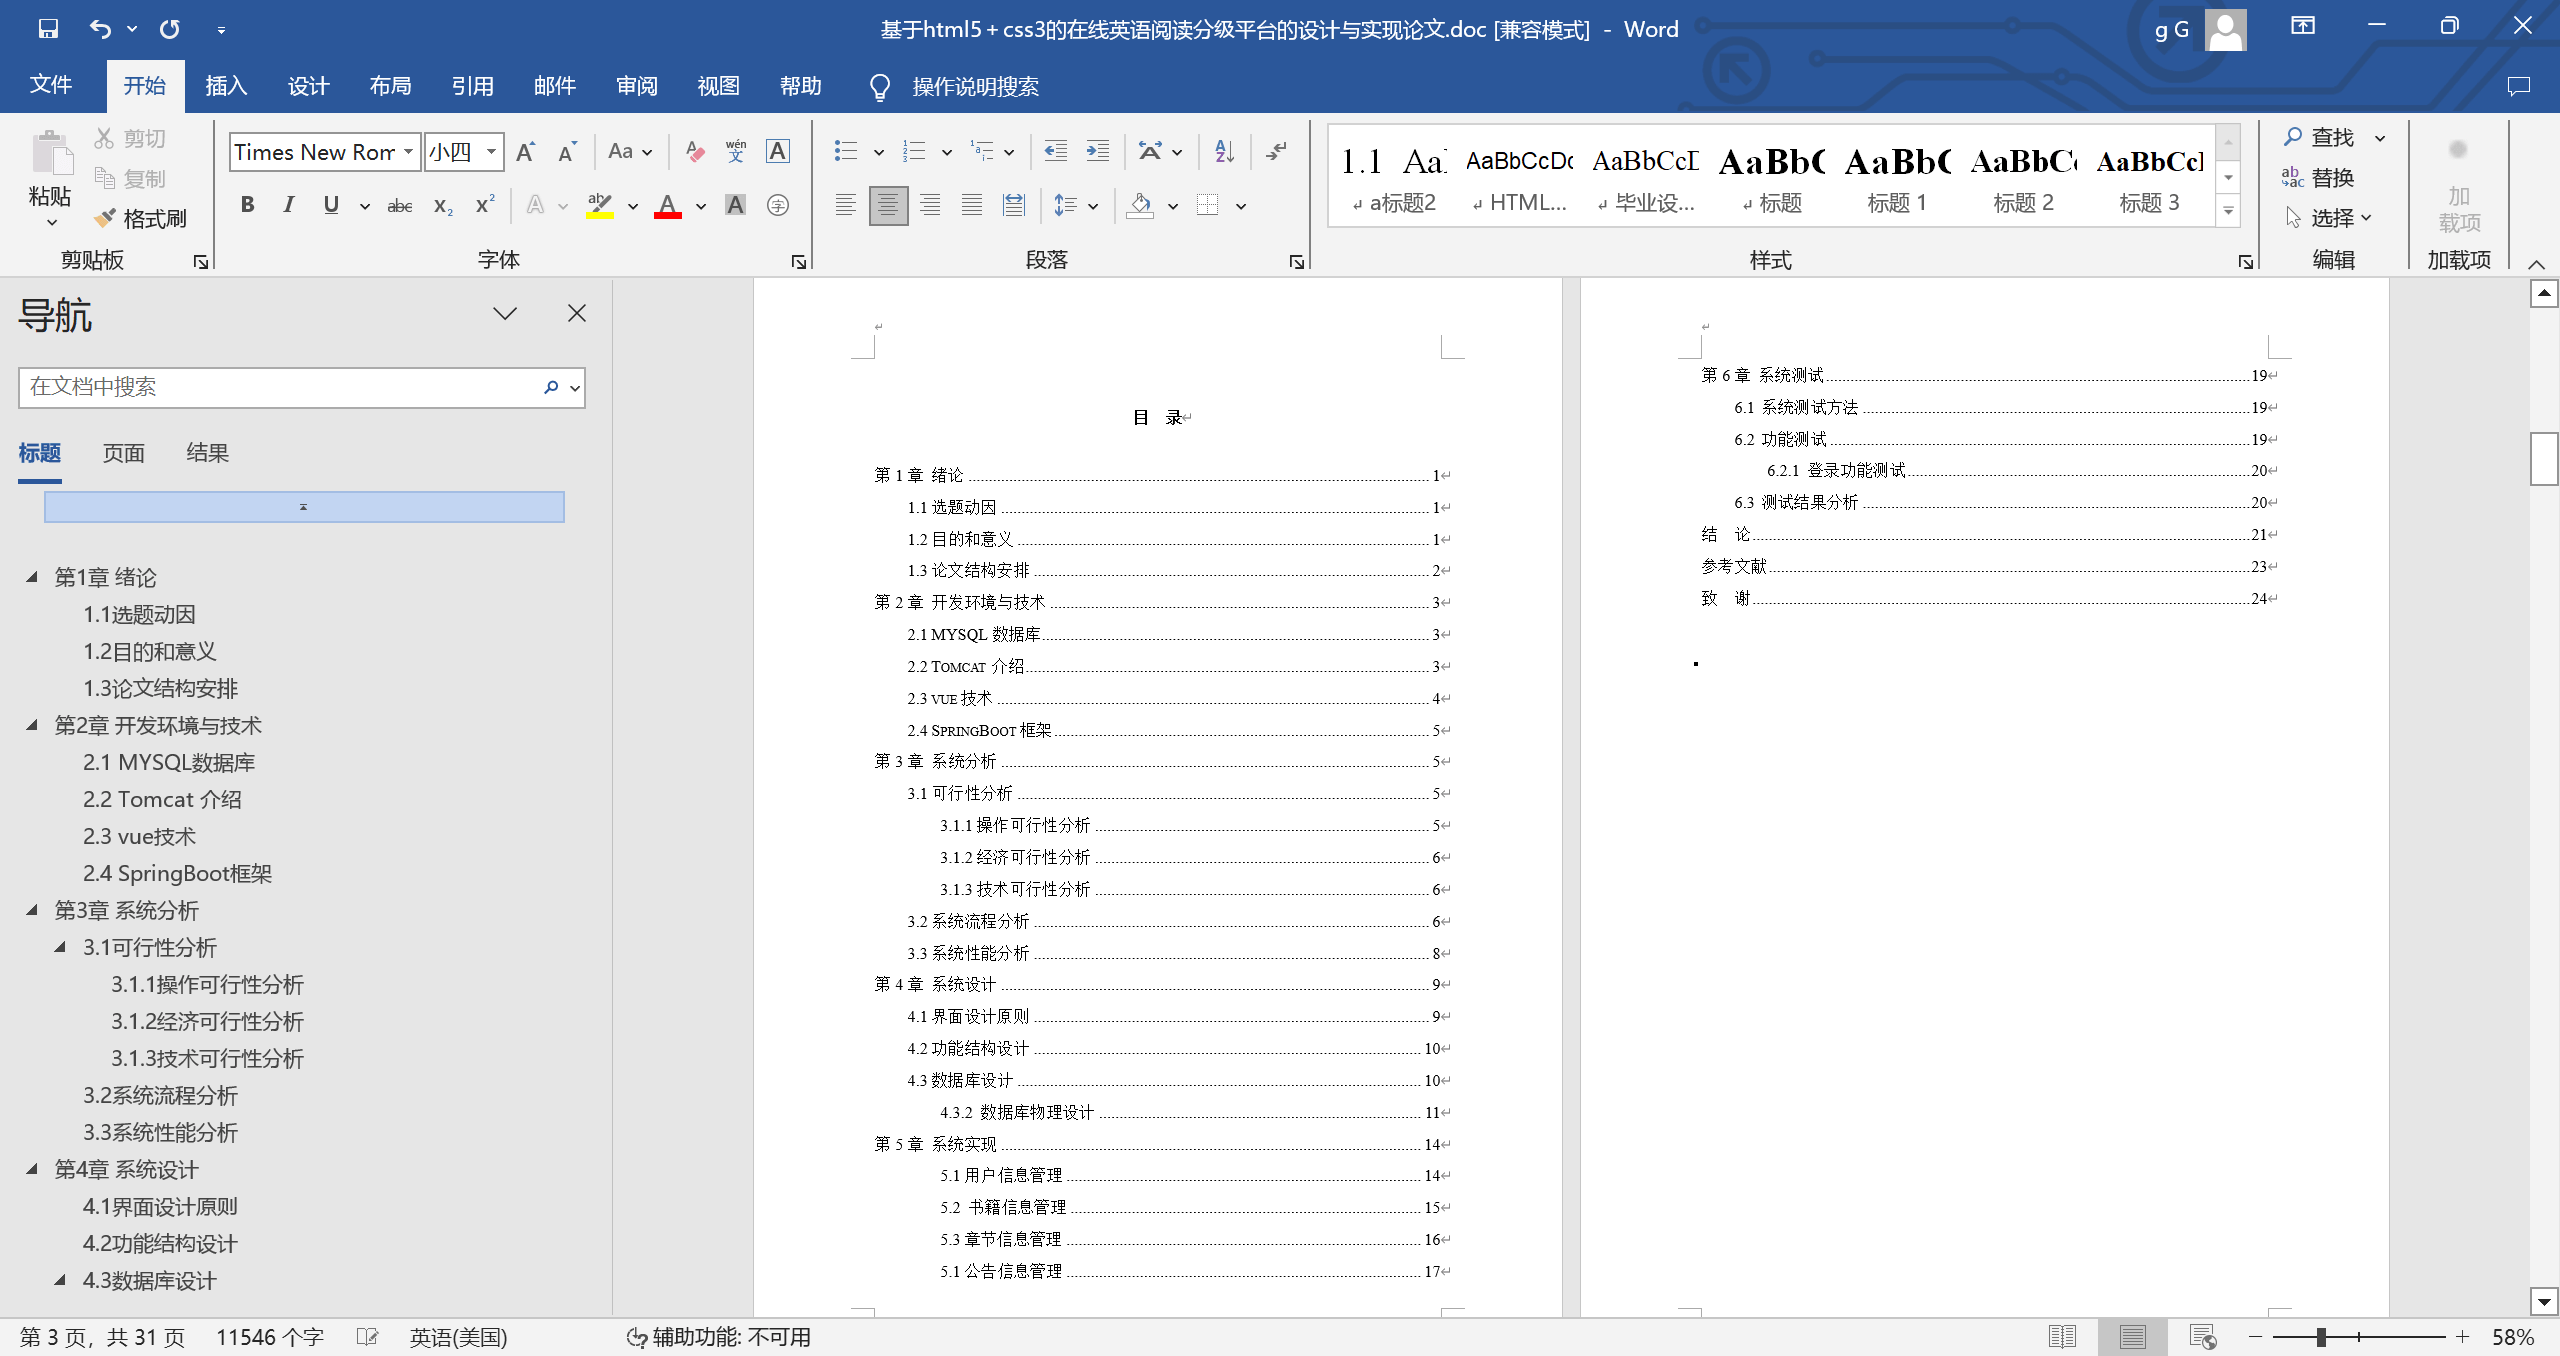 基于html5+css3的在线英语阅读分级平台的设计与实现论文.doc [兼容模式] - Word
g G
文件 开始 插入 设计 布局 引用 邮件 审阅 视图 帮助 操作说明搜索
粘贴
剪切
复制
格式刷
剪贴板
Times New Ron 小四
字体
段落
1.1 Aa AaBbCcDc AaBbCcD AaBbC AaBbC AaBbC AaBbCcI
a标题2 HTML... 毕业设... 标题 标题 1 标题 2 标题 3
样式
查找
替换
选择
编辑
加载项
加载项
导航
在文档中搜索
标题 页面 结果
第1章 绪论
1.1选题动因
1.2目的和意义
1.3论文结构安排
第2章 开发环境与技术
2.1 MYSQL数据库
2.2 Tomcat 介绍
2.3 vue技术
2.4 SpringBoot框架
第3章 系统分析
3.1可行性分析
3.1.1操作可行性分析
3.1.2经济可行性分析
3.1.3技术可行性分析
3.2系统流程分析
3.3系统性能分析
第4章 系统设计
4.1界面设计原则
4.2功能结构设计
4.3数据库设计
目 录
第 1 章 绪论 1
1.1 选题动因 1
1.2 目的和意义 1
1.3 论文结构安排 2
第 2 章 开发环境与技术 3
2.1 MYSQL 数据库 3
2.2 TOMCAT 介绍 3
2.3 VUE 技术 4
2.4 SPRINGBOOT 框架 5
第 3 章 系统分析 5
3.1 可行性分析 5
3.1.1 操作可行性分析 5
3.1.2 经济可行性分析 6
3.1.3 技术可行性分析 6
3.2 系统流程分析 6
3.3 系统性能分析 8
第 4 章 系统设计 9
4.1 界面设计原则 9
4.2 功能结构设计 10
4.3 数据库设计 10
4.3.2 数据库物理设计 11
第 5 章 系统实现 14
5.1 用户信息管理 14
5.2 书籍信息管理 15
5.3 章节信息管理 16
5.1 公告信息管理 17
第 6 章 系统测试 19
6.1 系统测试方法 19
6.2 功能测试 19
6.2.1 登录功能测试 20
6.3 测试结果分析 20
结 论 21
参考文献 23
致 谢 24
第 3 页，共 31 页 11546 个字 英语(美国) 辅助功能: 不可用 58%